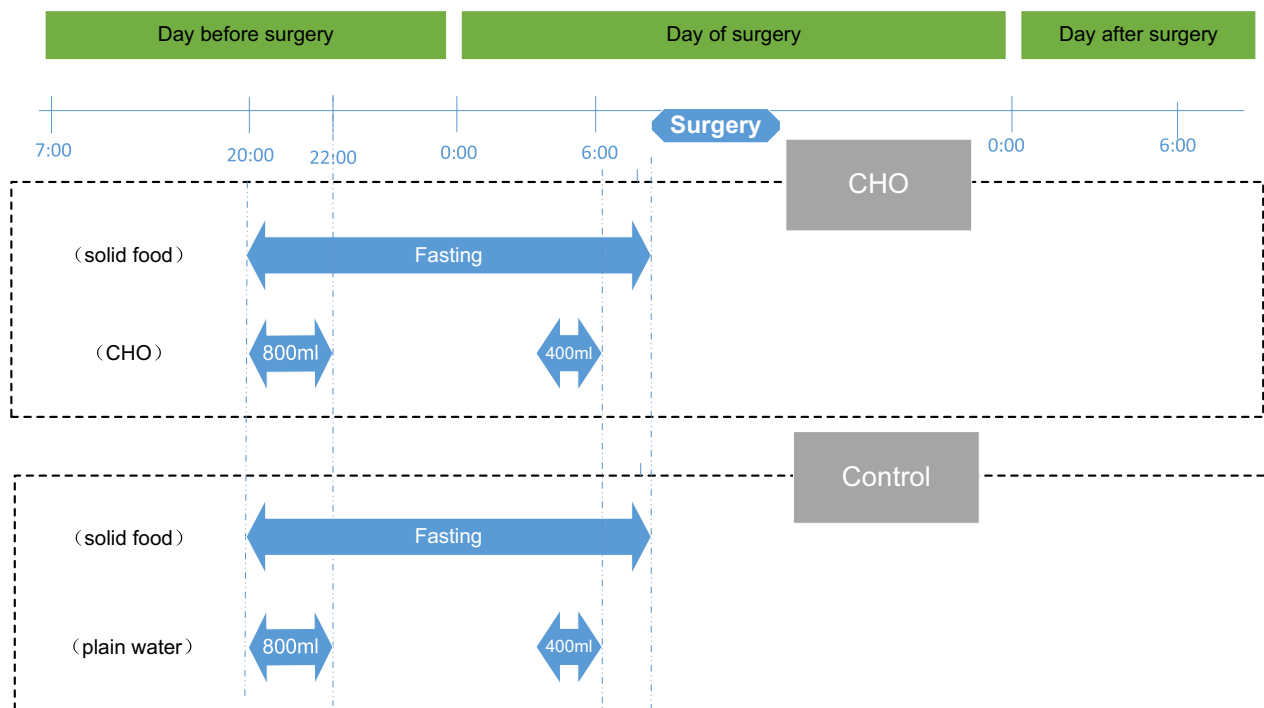 Day before surgery
Day of surgery
Day after surgery
Surgery
7:00
20:00
22:00
0:00
6:00
0:00
6:00
CHO
（solid food）
Fasting
（CHO）
800ml
400ml
Control
（solid food）
Fasting
（plain water）
800ml
400ml